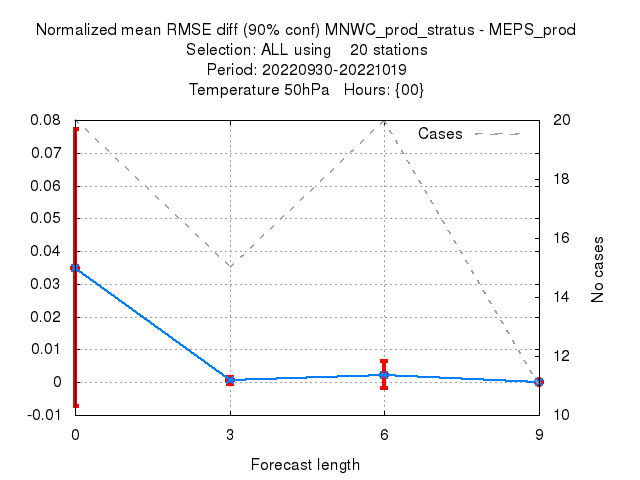 Normalized mean RMSE diff (90% conf) MNWC_prod_stratus - MEPS_prod
Selection: ALL using 20 stations
Period: 20220930-20221019
Temperature 50hPa Hours: {00}
Cases
0.08
0.07
0.06
0.05
0.04
0.03
0.02
0.01
0
-0.01
20
18
16
14
12
10
No cases
0 3 6 9
Forecast length